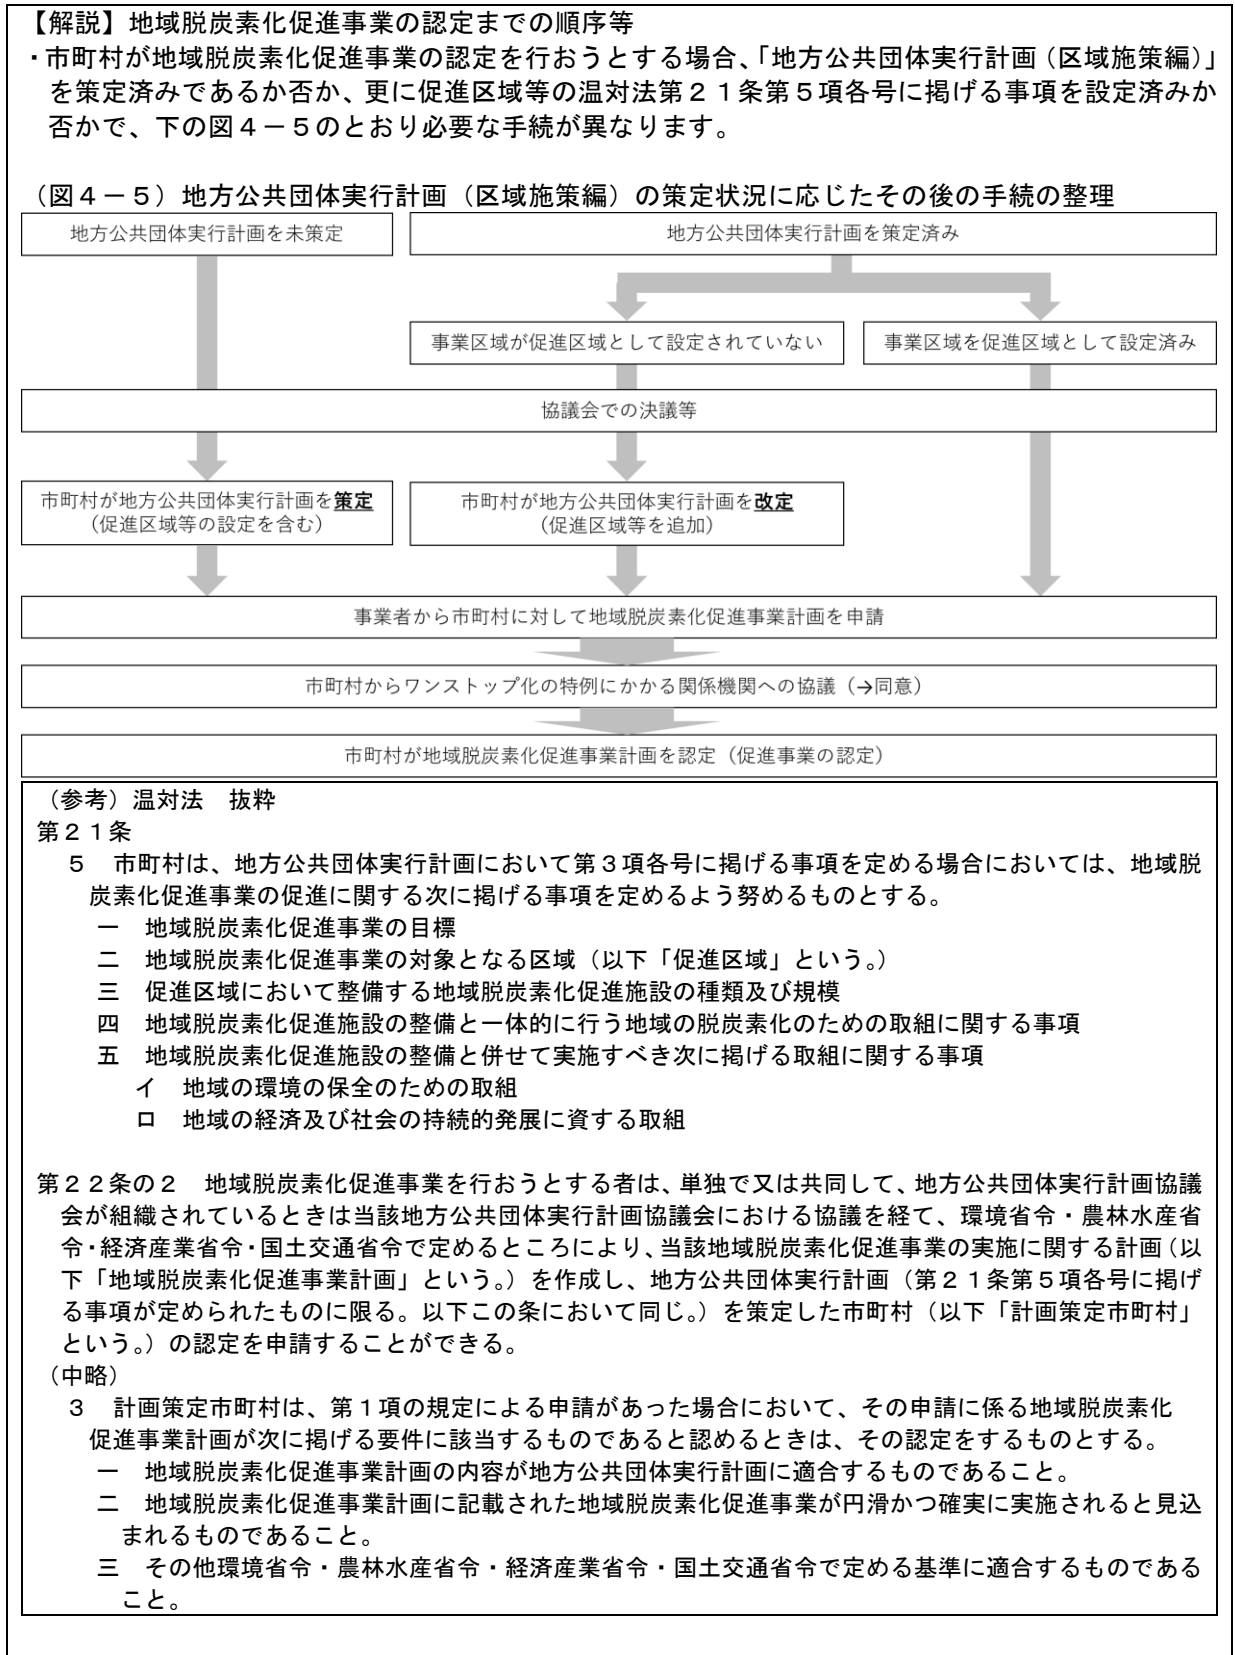 【解説】地域脱炭素化促進事業の認定までの順序等
・市町村が地域脱炭素化促進事業の認定を行おうとする場合、「地方公共団体実行計画（区域施策編）」
を策定済みであるか否か、更に促進区域等の温対法第２１条第５項各号に掲げる事項を設定済みか
否かで、下の図４－５のとおり必要な手続が異なります。
（図４－５）地方公共団体実行計画（区域施策編）の策定状況に応じたその後の手続の整理
地方公共団体実行計画を未策定
地方公共団体実行計画を策定済み
事業区域が促進区域として設定されていない
事業区域を促進区域として設定済み
協議会での決議等
市町村が地方公共団体実行計画を策定
（促進区域等の設定を含む）
市町村が地方公共団体実行計画を改定
（促進区域等を追加）
事業者から市町村に対して地域脱炭素化促進事業計画を申請
市町村からワンストップ化の特例にかかる関係機関への協議（→同意）
市町村が地域脱炭素化促進事業計画を認定（促進事業の認定）
（参考）温対法　抜粋
第２１条
５　市町村は、地方公共団体実行計画において第３項各号に掲げる事項を定める場合においては、地域脱
炭素化促進事業の促進に関する次に掲げる事項を定めるよう努めるものとする。
一　地域脱炭素化促進事業の目標
二　地域脱炭素化促進事業の対象となる区域（以下「促進区域」という。）
三　促進区域において整備する地域脱炭素化促進施設の種類及び規模
四　地域脱炭素化促進施設の整備と一体的に行う地域の脱炭素化のための取組に関する事項
五　地域脱炭素化促進施設の整備と併せて実施すべき次に掲げる取組に関する事項
イ　地域の環境の保全のための取組
ロ　地域の経済及び社会の持続的発展に資する取組
第２２条の２　地域脱炭素化促進事業を行おうとする者は、単独で又は共同して、地方公共団体実行計画協議
会が組織されているときは当該地方公共団体実行計画協議会における協議を経て、環境省令・農林水産省
令・経済産業省令・国土交通省令で定めるところにより、当該地域脱炭素化促進事業の実施に関する計画（以
下「地域脱炭素化促進事業計画」という。）を作成し、地方公共団体実行計画（第２１条第５項各号に掲げ
る事項が定められたものに限る。以下この条において同じ。）を策定した市町村（以下「計画策定市町村」
という。）の認定を申請することができる。
（中略）
３　計画策定市町村は、第１項の規定による申請があった場合において、その申請に係る地域脱炭素化
促進事業計画が次に掲げる要件に該当するものであると認めるときは、その認定をするものとする。
一　地域脱炭素化促進事業計画の内容が地方公共団体実行計画に適合するものであること。
二　地域脱炭素化促進事業計画に記載された地域脱炭素化促進事業が円滑かつ確実に実施されると見込
まれるものであること。
三　その他環境省令・農林水産省令・経済産業省令・国土交通省令で定める基準に適合するものである
こと。